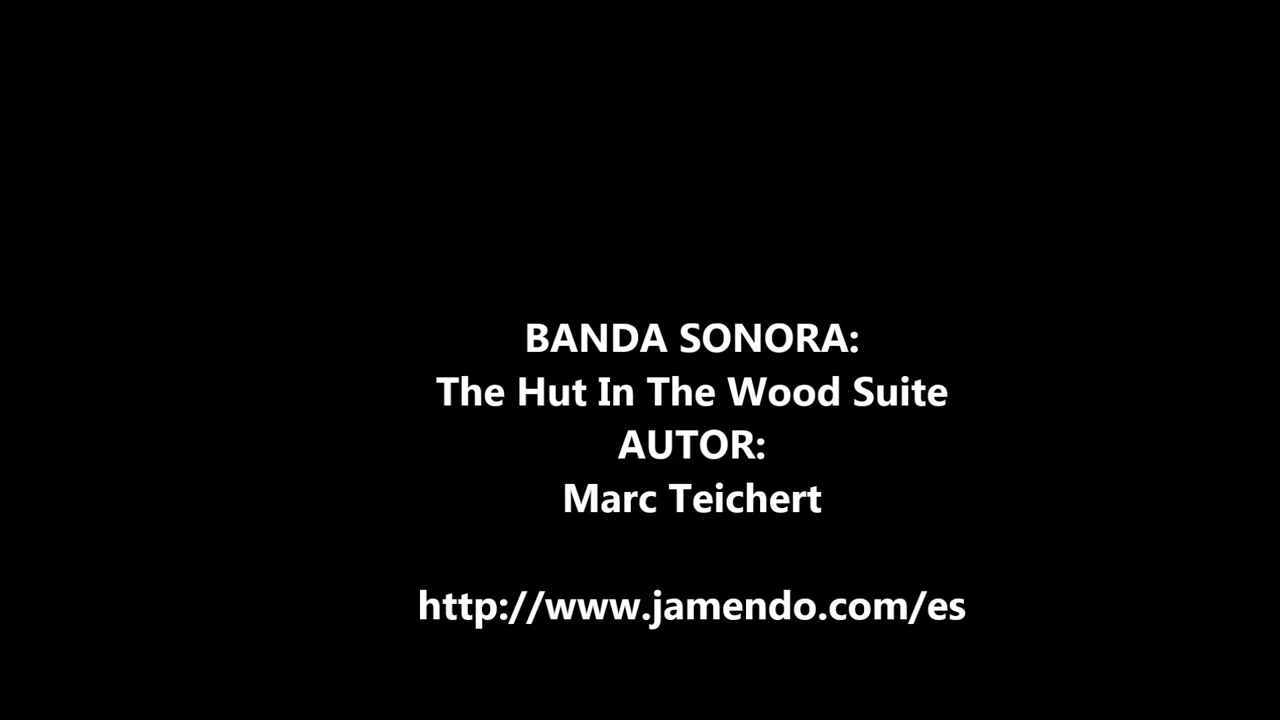 BANDA SONORA:
The Hut In The Wood Suite
AUTOR:
Marc Teichert
http://www.jamendo.com/es